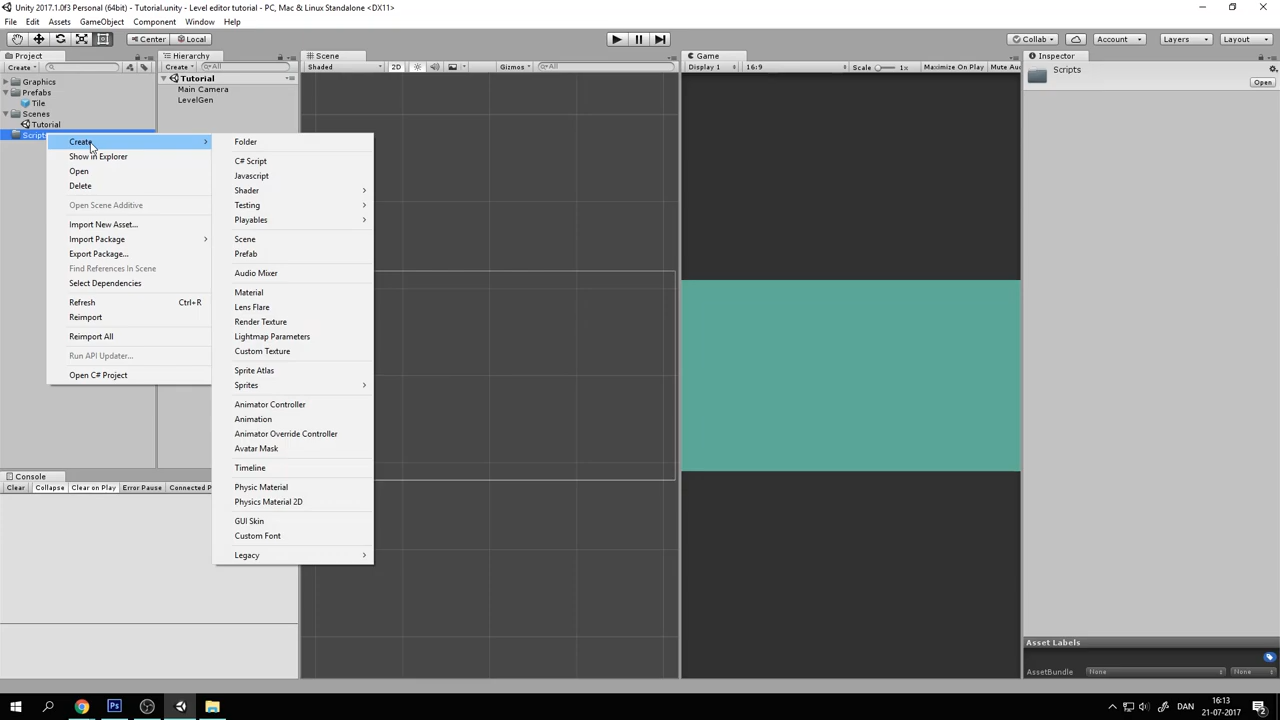 Unity 2017.1.0f3 Personal (64bit) - Tutorial.unity - Level editor tutorial - PC, Mac & Linux Standalone <DX11>
File Edit Assets GameObject Component Window Help
Center Local Collab Account Layers Layout
Project Hierarchy Scene Game Inspector
Create Create All Shaded 2D Gizmos All Display 1 16:9 Scale 1x Maximize On Play Mute Au
Scripts
Open
Graphics
Prefabs
Tile
Scenes
Tutorial
Scripts
Tutorial
Main Camera
LevelGen
Create
Show in Explorer
Open
Delete
Open Scene Additive
Import New Asset...
Import Package
Export Package...
Find References In Scene
Select Dependencies
Refresh Ctrl+R
Reimport
Reimport All
Run API Updater...
Open C# Project
Folder
C# Script
Javascript
Shader
Testing
Playables
Scene
Prefab
Audio Mixer
Material
Lens Flare
Render Texture
Lightmap Parameters
Custom Texture
Sprite Atlas
Sprites
Animator Controller
Animation
Animator Override Controller
Avatar Mask
Timeline
Physic Material
Physics Material 2D
GUI Skin
Custom Font
Legacy
Console
Clear Collapse Clear on Play Error Pause Connected P
Asset Labels
AssetBundle None None
Ps
DAN
16:13
21-07-2017
2